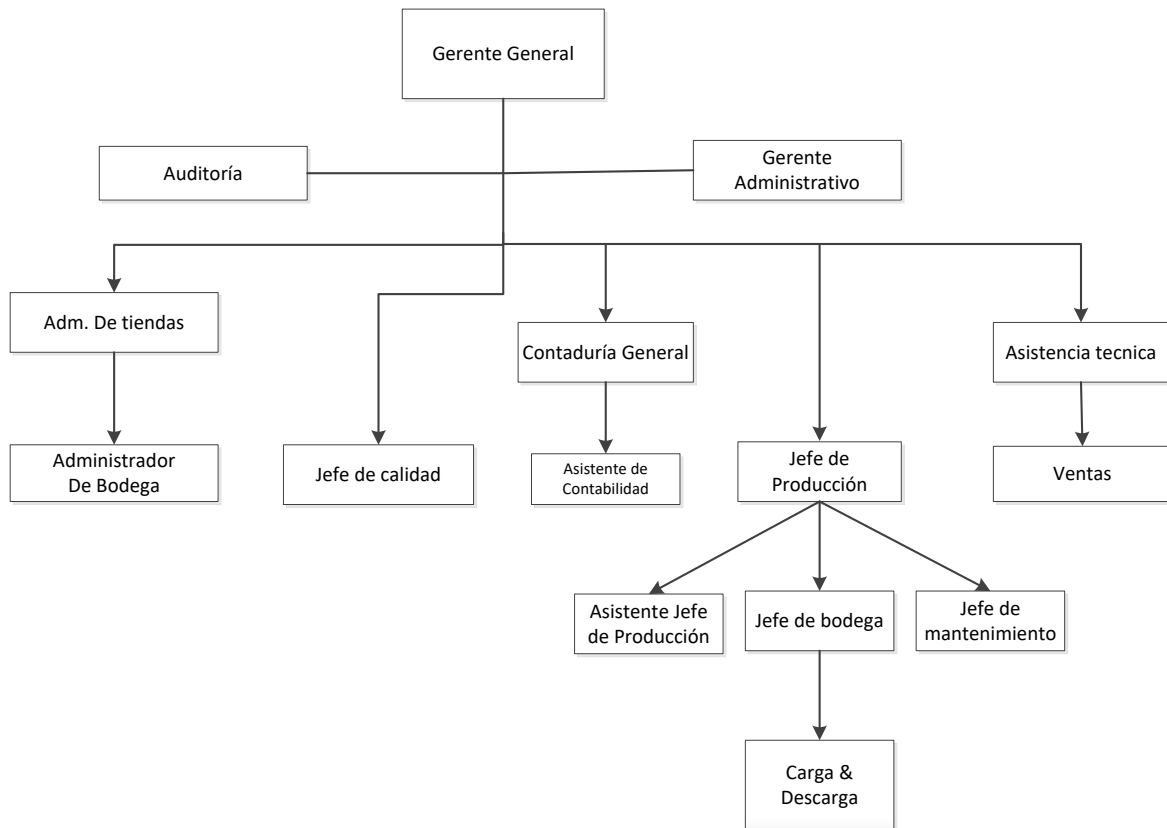 Gerente General
Auditoría
Gerente
Administrativo
Adm. De tiendas
Contaduría General
Asistencia tecnica
Administrador
De Bodega
Jefe de calidad
Asistente de
Contabilidad
Jefe de
Producción
Ventas
Asistente Jefe
de Producción
Jefe de bodega
Jefe de
mantenimiento
Carga &
Descarga